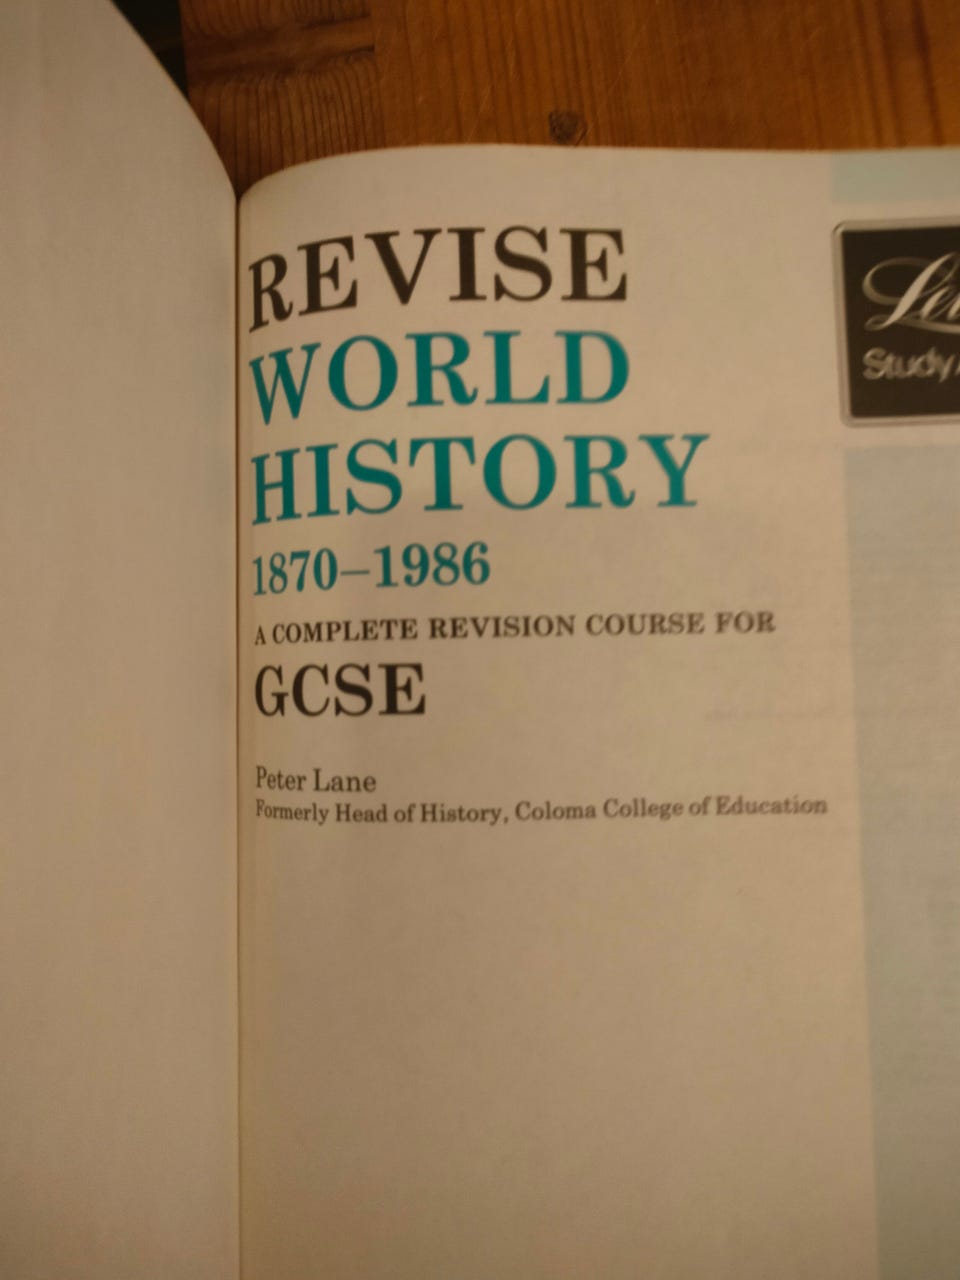 REVISE
WORLD
HISTORY
1870–1986
A COMPLETE REVISION COURSE FOR
GCSE
Peter Lane
Formerly Head of History, Coloma College of Education
Study